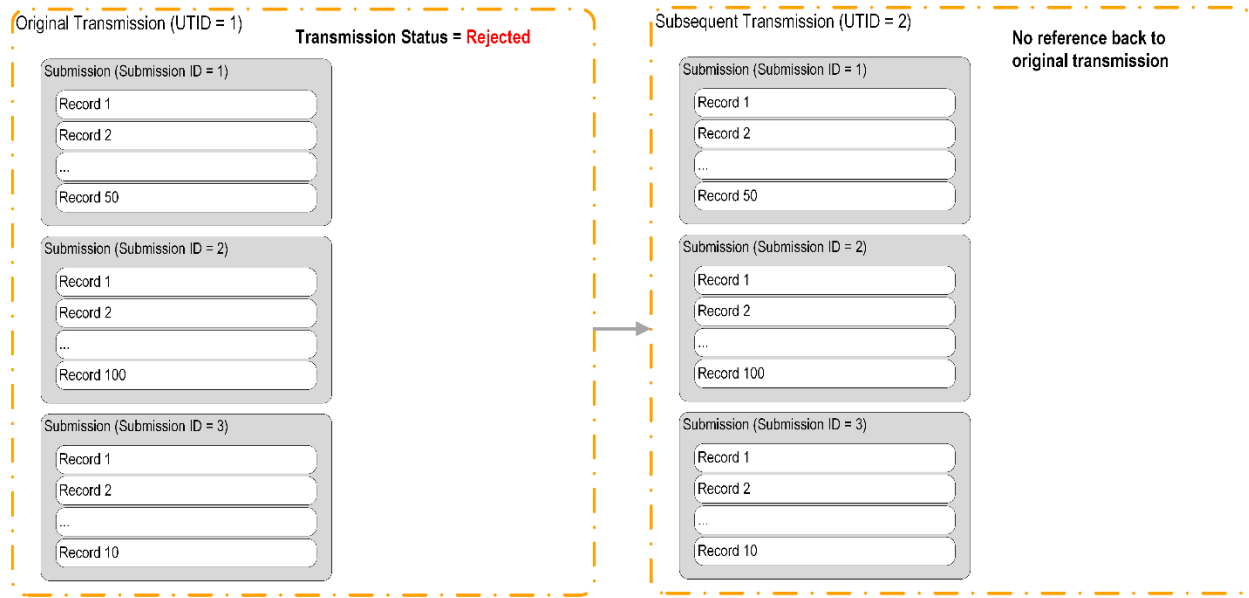 Original Transmission (UTID = 1)
Transmission Status = Rejected
Submission (Submission ID = 1)
Record 1
Record 2
...
Record 50
Submission (Submission ID = 2)
Record 1
Record 2
...
Record 100
Submission (Submission ID = 3)
Record 1
Record 2
...
Record 10
Subsequent Transmission (UTID = 2)
No reference back to
original transmission
Submission (Submission ID = 1)
Record 1
Record 2
...
Record 50
Submission (Submission ID = 2)
Record 1
Record 2
...
Record 100
Submission (Submission ID = 3)
Record 1
Record 2
...
Record 10